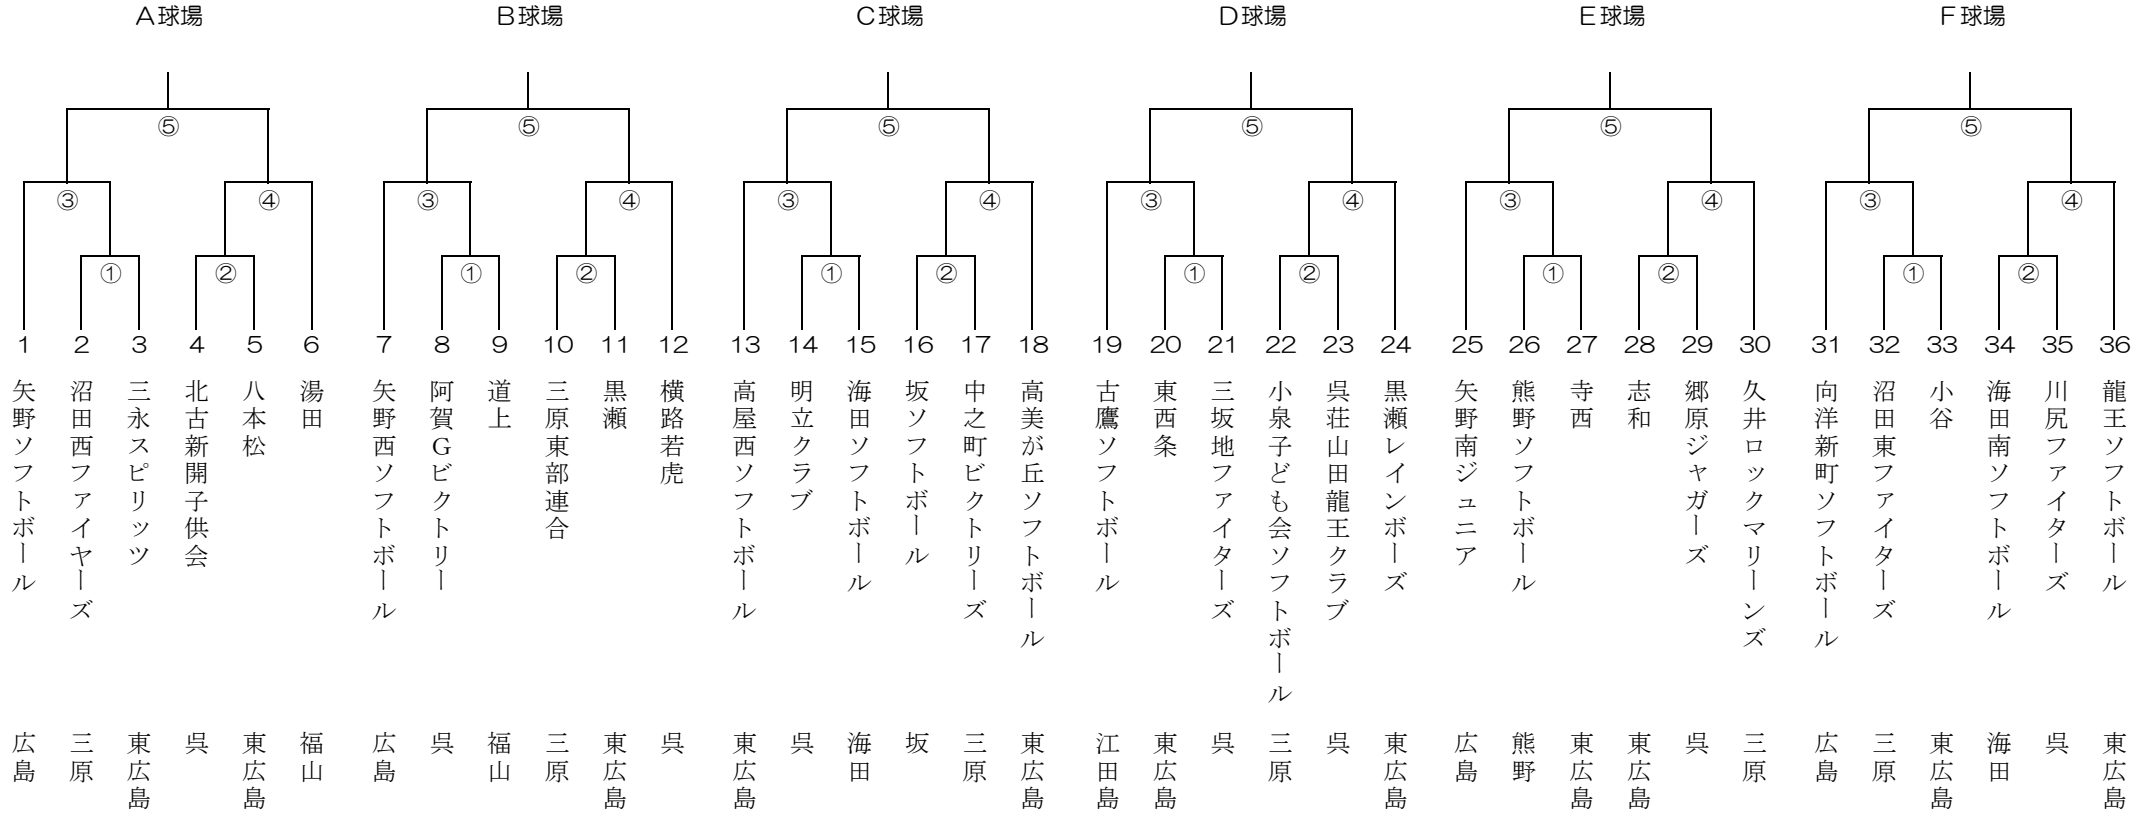 A球場
B球場
C球場
D球場
E球場
F球場
⑤
⑤
⑤
⑤
⑤
⑤
③
④
③
④
③
④
③
④
③
④
③
④
①
②
①
②
①
②
①
②
①
②
①
②
1
2
3
4
5
6
7
8
9
10
11
12
13
14
15
16
17
18
19
20
21
22
23
24
25
26
27
28
29
30
31
32
33
34
35
36
矢野ソフトボール
沼田西ファイヤーズ
三永スピリッツ
北古新開子供会
八本松
湯田
矢野西ソフトボール
阿賀Gビクトリー
道上
三原東部連合
黒瀬
横路若虎
高屋西ソフトボール
明立クラブ
海田ソフトボール
坂ソフトボール
中之町ビクトリーズ
高美が丘ソフトボール
古鷹ソフトボール
東西条
三坂地ファイターズ
小泉子ども会ソフトボール
呉荘山田龍王クラブ
黒瀬レインボーズ
矢野南ジュニア
熊野ソフトボール
寺西
志和
郷原ジャガーズ
久井ロックマリーンズ
向洋新町ソフトボール
沼田東ファイターズ
小谷
海田南ソフトボール
川尻ファイターズ
龍王ソフトボール
広島
三原
東広島
呉
東広島
福山
広島
呉
福山
三原
東広島
呉
東広島
呉
海田
坂
三原
東広島
江田島
東広島
呉
三原
呉
東広島
広島
熊野
東広島
東広島
呉
三原
広島
三原
東広島
海田
呉
東広島